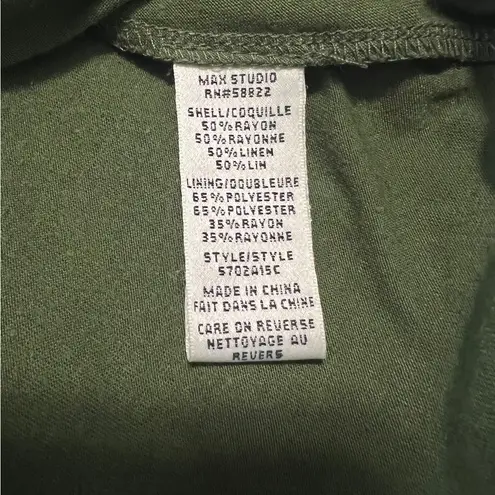 MAX STUDIO
RN#58822
SHELL/COQUILLE
50%RAYON
50%RAYONNE
50%LINEN
50%LIN
LINING/DOUBLEURE
65%POLYESTER
65%POLYESTER
35%RAYON
35%RAYONNE
STYLE/STYLE
5702A15C
MADE IN CHINA
FAIT DANS LA CHINE
CARE ON REVERSE
NETTOYAGE AU
REVERS